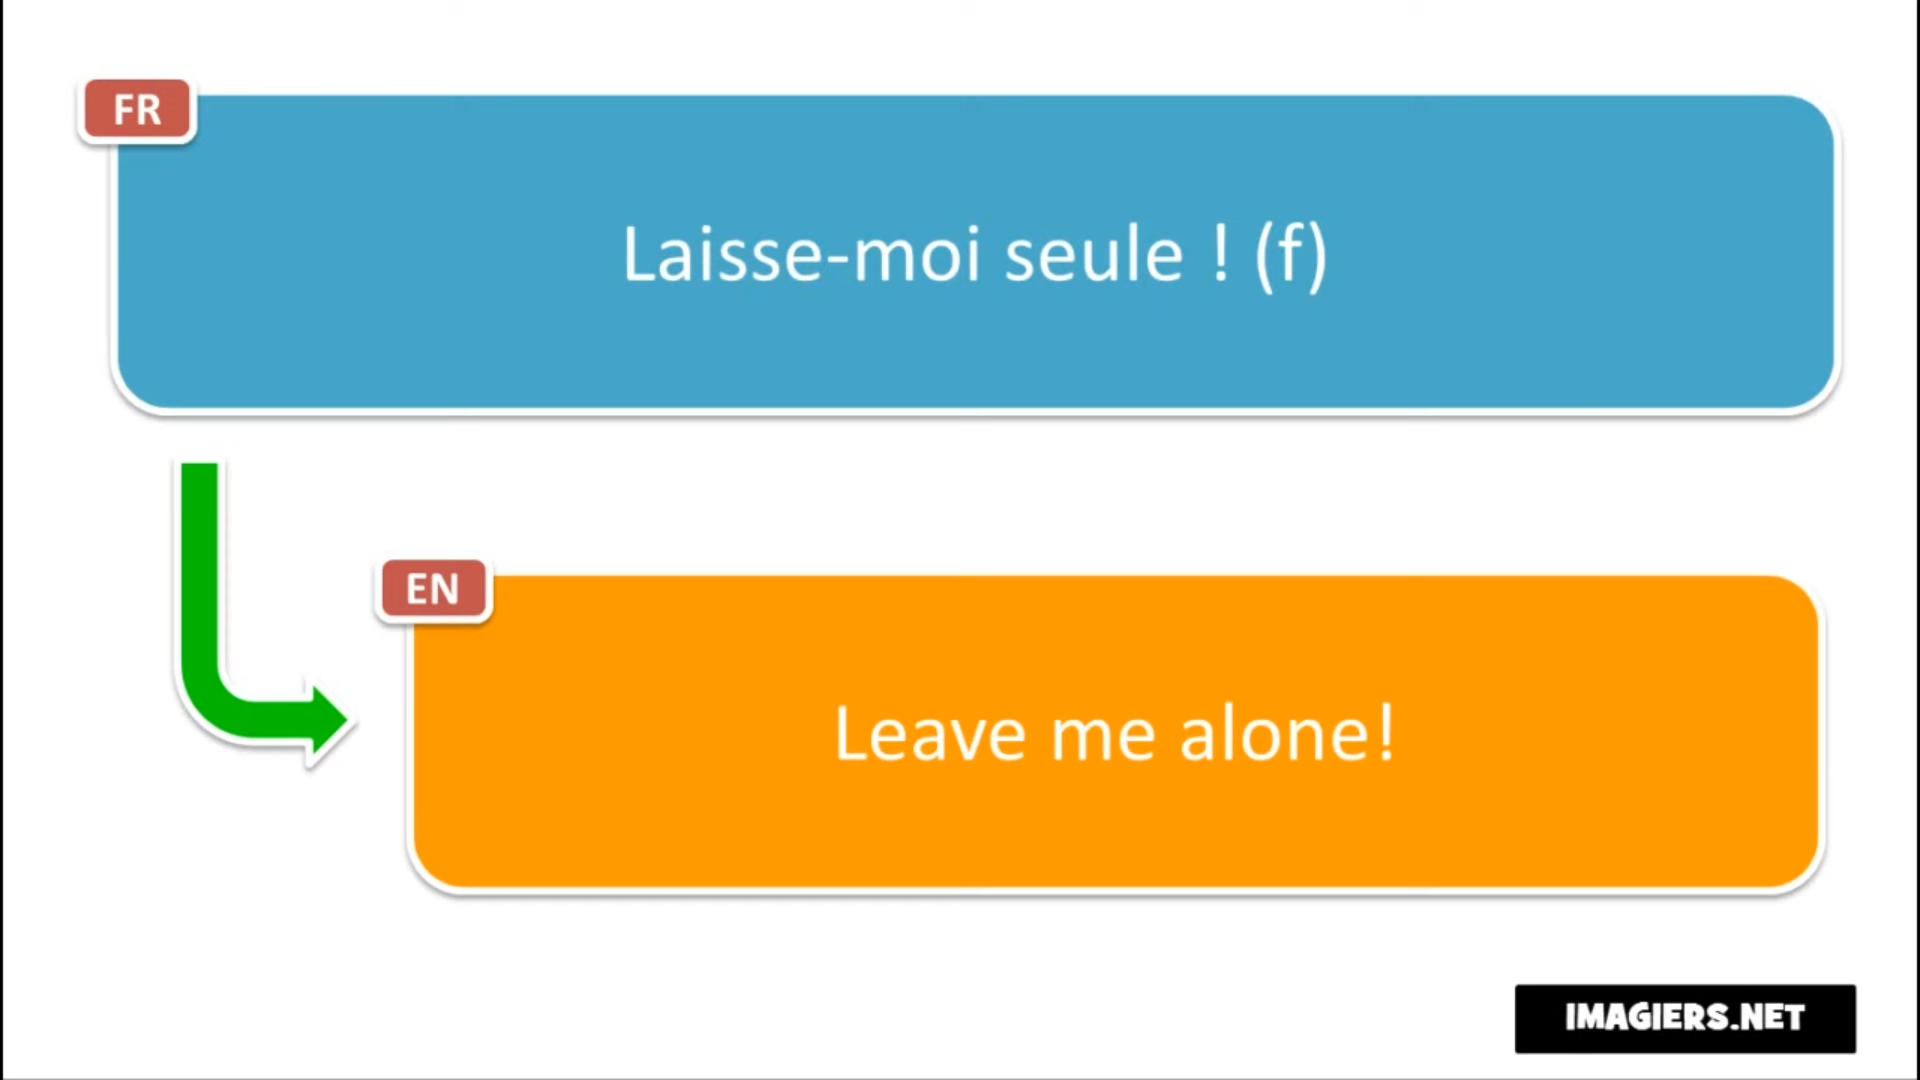 FR
Laisse-moi seule ! (f)
EN
Leave me alone!
IMAGIERS.NET